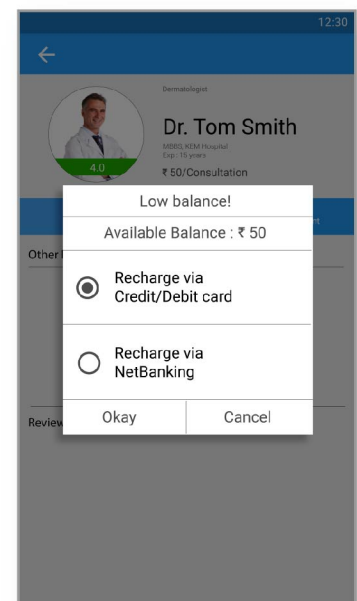 12:30
Dermatologist
Dr. Tom Smith
MBBS, KEM Hospital
Exp : 15 years
4.0
₹ 50/Consultation
Low balance!
Available Balance : ₹ 50
Other
Recharge via
Credit/Debit card
Recharge via
NetBanking
Okay Cancel
Review